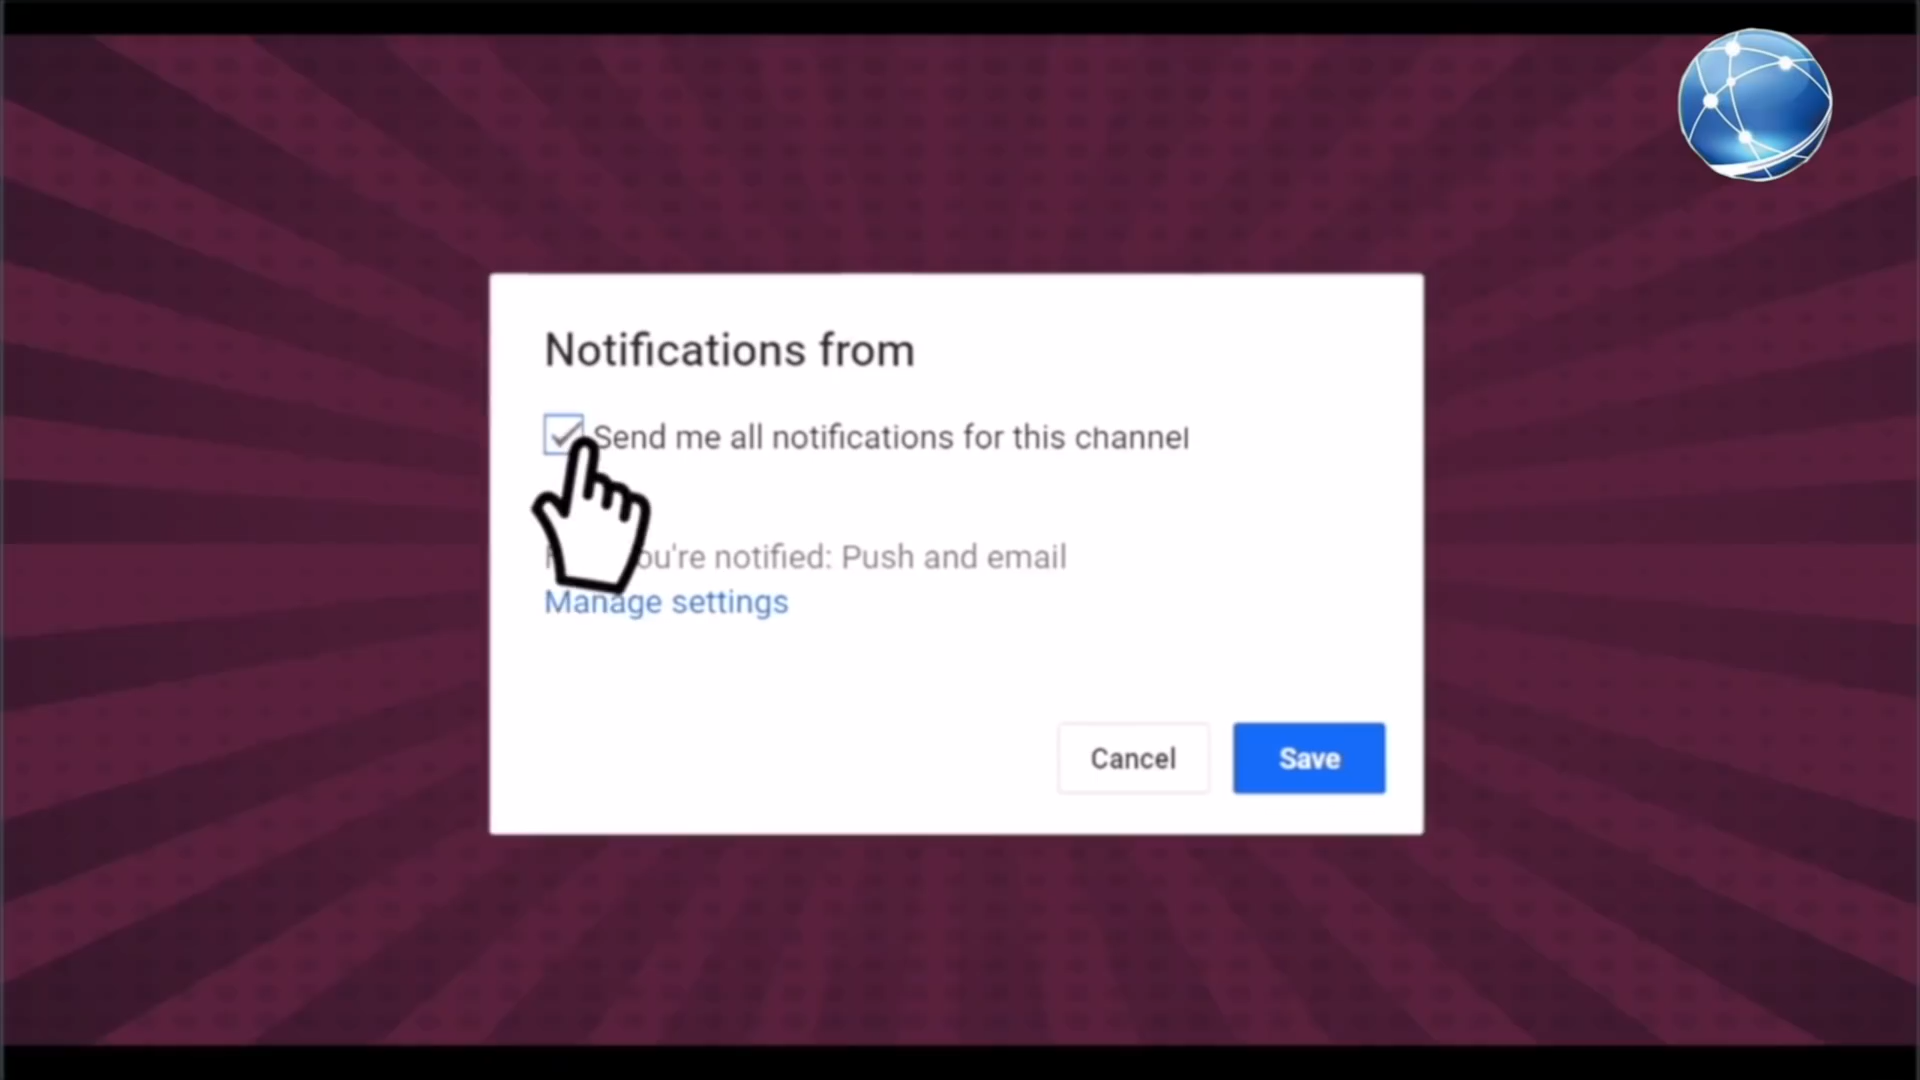 Notifications from
Send me all notifications for this channel
ou're notified: Push and email
Manage settings
Cancel
Save